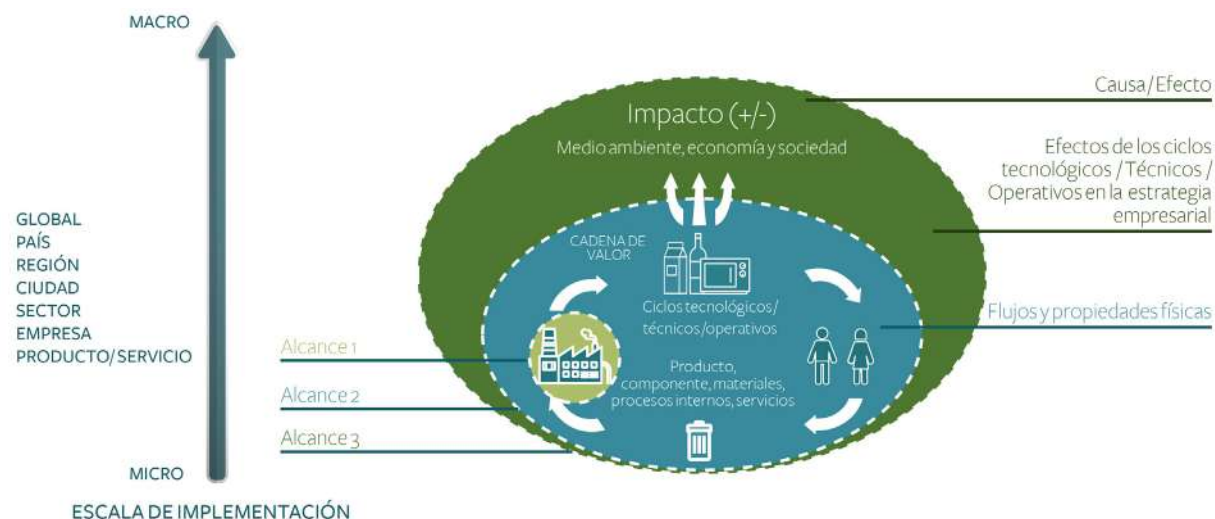 MACRO
GLOBAL
PAÍS
REGIÓN
CIUDAD
SECTOR
EMPRESA
PRODUCTO/SERVICIO
MICRO
ESCALA DE IMPLEMENTACIÓN
Alcance 1
Alcance 2
Alcance 3
Impacto (+/-)
Medio ambiente, economía y sociedad
CADENA DE
VALOR
Ciclos tecnológicos/
técnicos/operativos
Producto,
componente, materiales,
procesos internos, servicios
Causa/Efecto
Efectos de los ciclos
tecnológicos / Técnicos /
Operativos en la estrategia
empresarial
Flujos y propiedades físicas